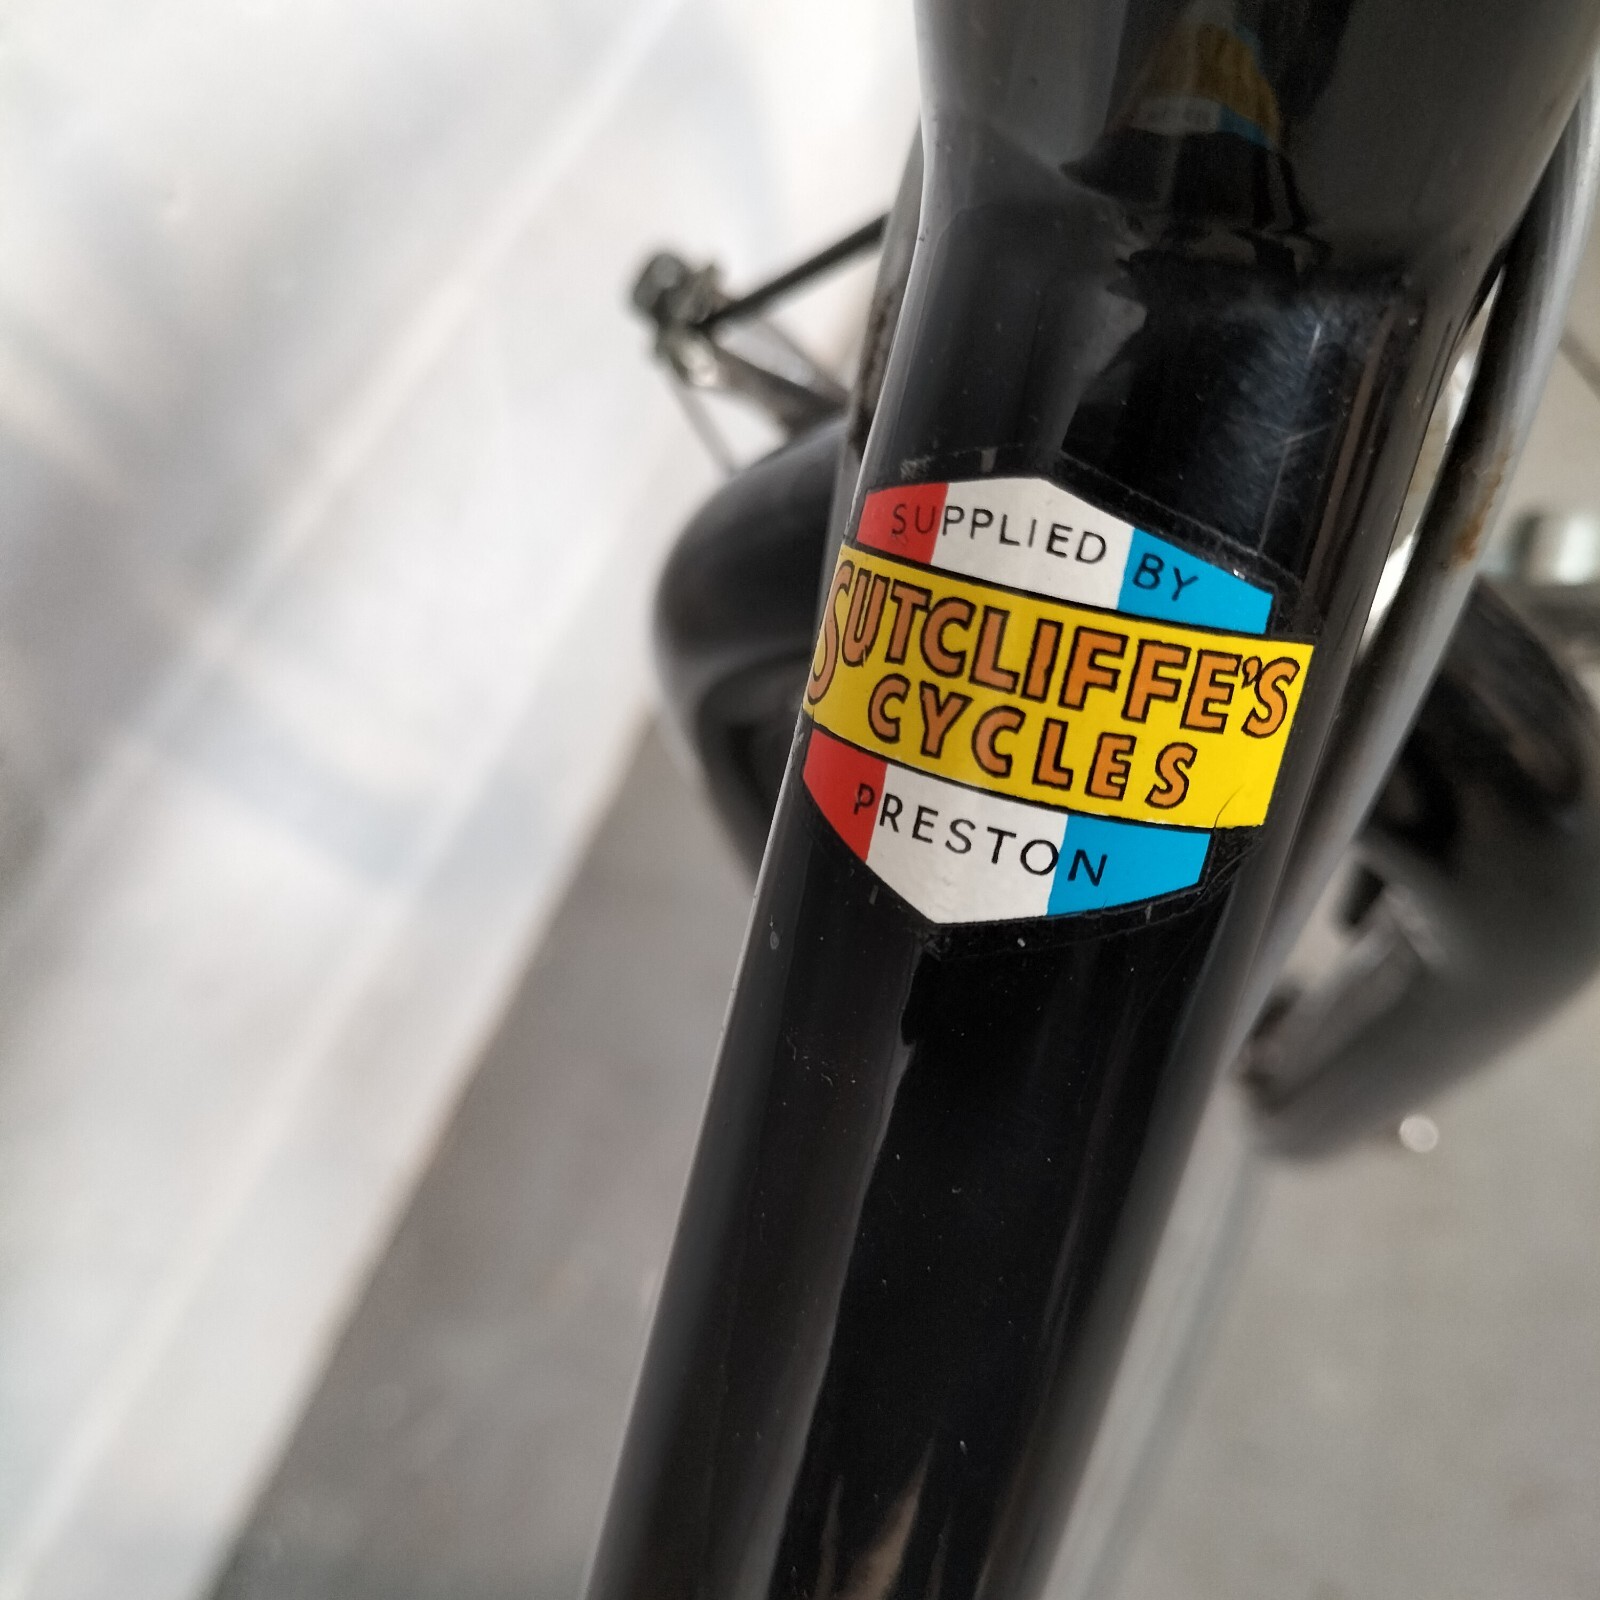 SUPPLIED BY
SUTCLIFFE'S
CYCLES
PRESTON